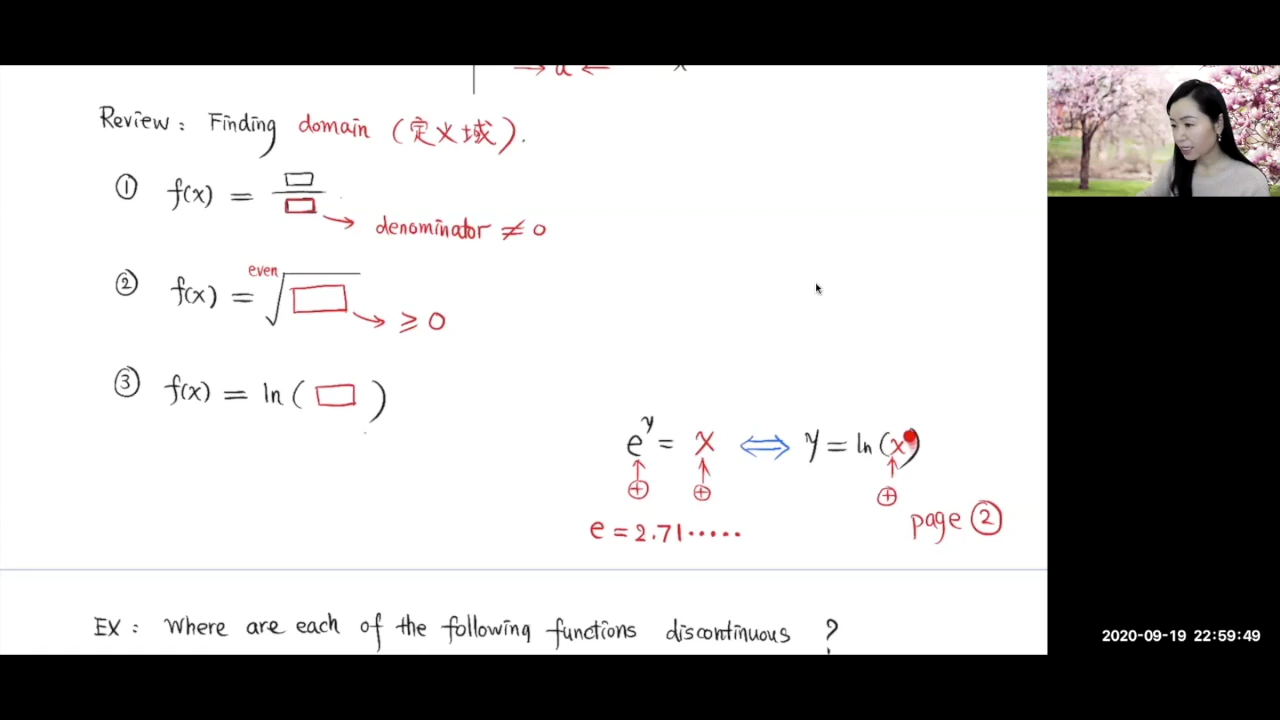 → a ← x
Review: Finding domain (定义域).
① f(x) = □/□
→ denominator ≠ 0
② f(x) = even√□
→ ≥ 0
③ f(x) = ln(□)
e^y = x ⟺ y = ln(x)
↑ ↑ ↑
⊕ ⊕ ⊕
e = 2.71.....
page ②
EX: Where are each of the following functions discontinuous ?
2020-09-19 22:59:49